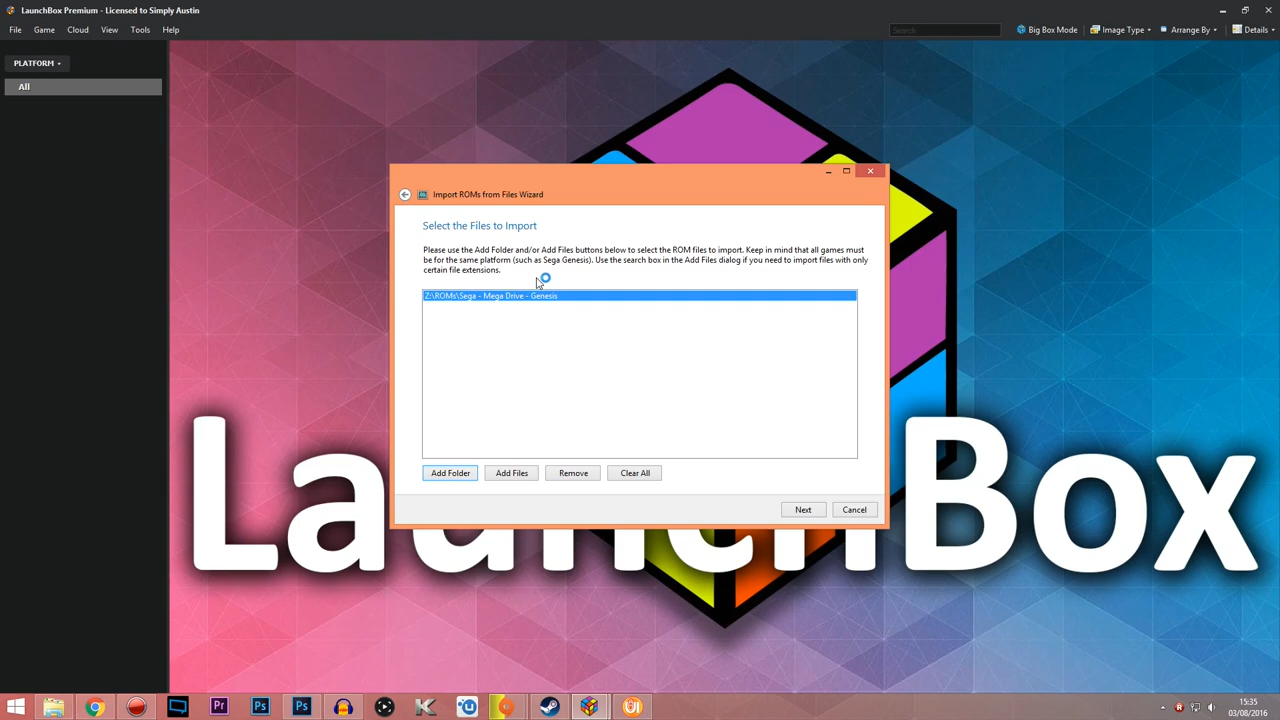 LaunchBox Premium - Licensed to Simply Austin
File Game Cloud View Tools Help
Search
Big Box Mode
Image Type
Arrange By
Details
PLATFORM
All
Import ROMs from Files Wizard
Select the Files to Import
Please use the Add Folder and/or Add Files buttons below to select the ROM files to import. Keep in mind that all games must
be for the same platform (such as Sega Genesis). Use the search box in the Add Files dialog if you need to import files with only
certain file extensions.
Z:\ROMs\Sega - Mega Drive - Genesis
Add Folder Add Files Remove Clear All
Next Cancel
LaunchBox
Pr Ps Ps
15:35
03/08/2016